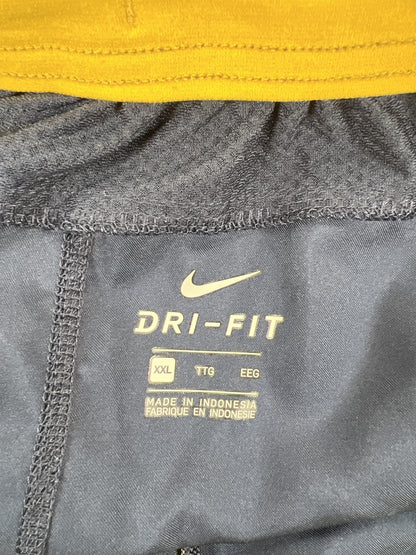 DRI-FIT
XXL TTG EEG
MADE IN INDONESIA
FABRIQUE EN INDONESIE